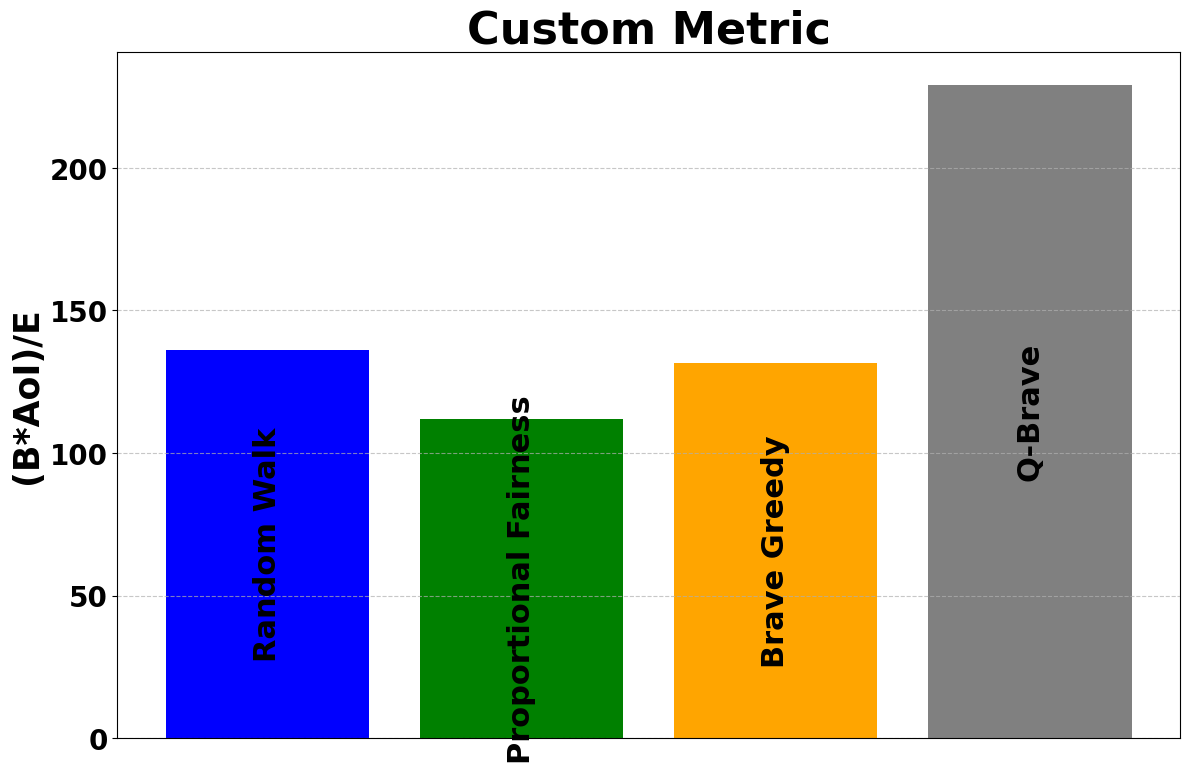 Custom Metric
(B*AoI)/E
200
150
100
50
0
Random Walk
Proportional Fairness
Brave Greedy
Q-Brave